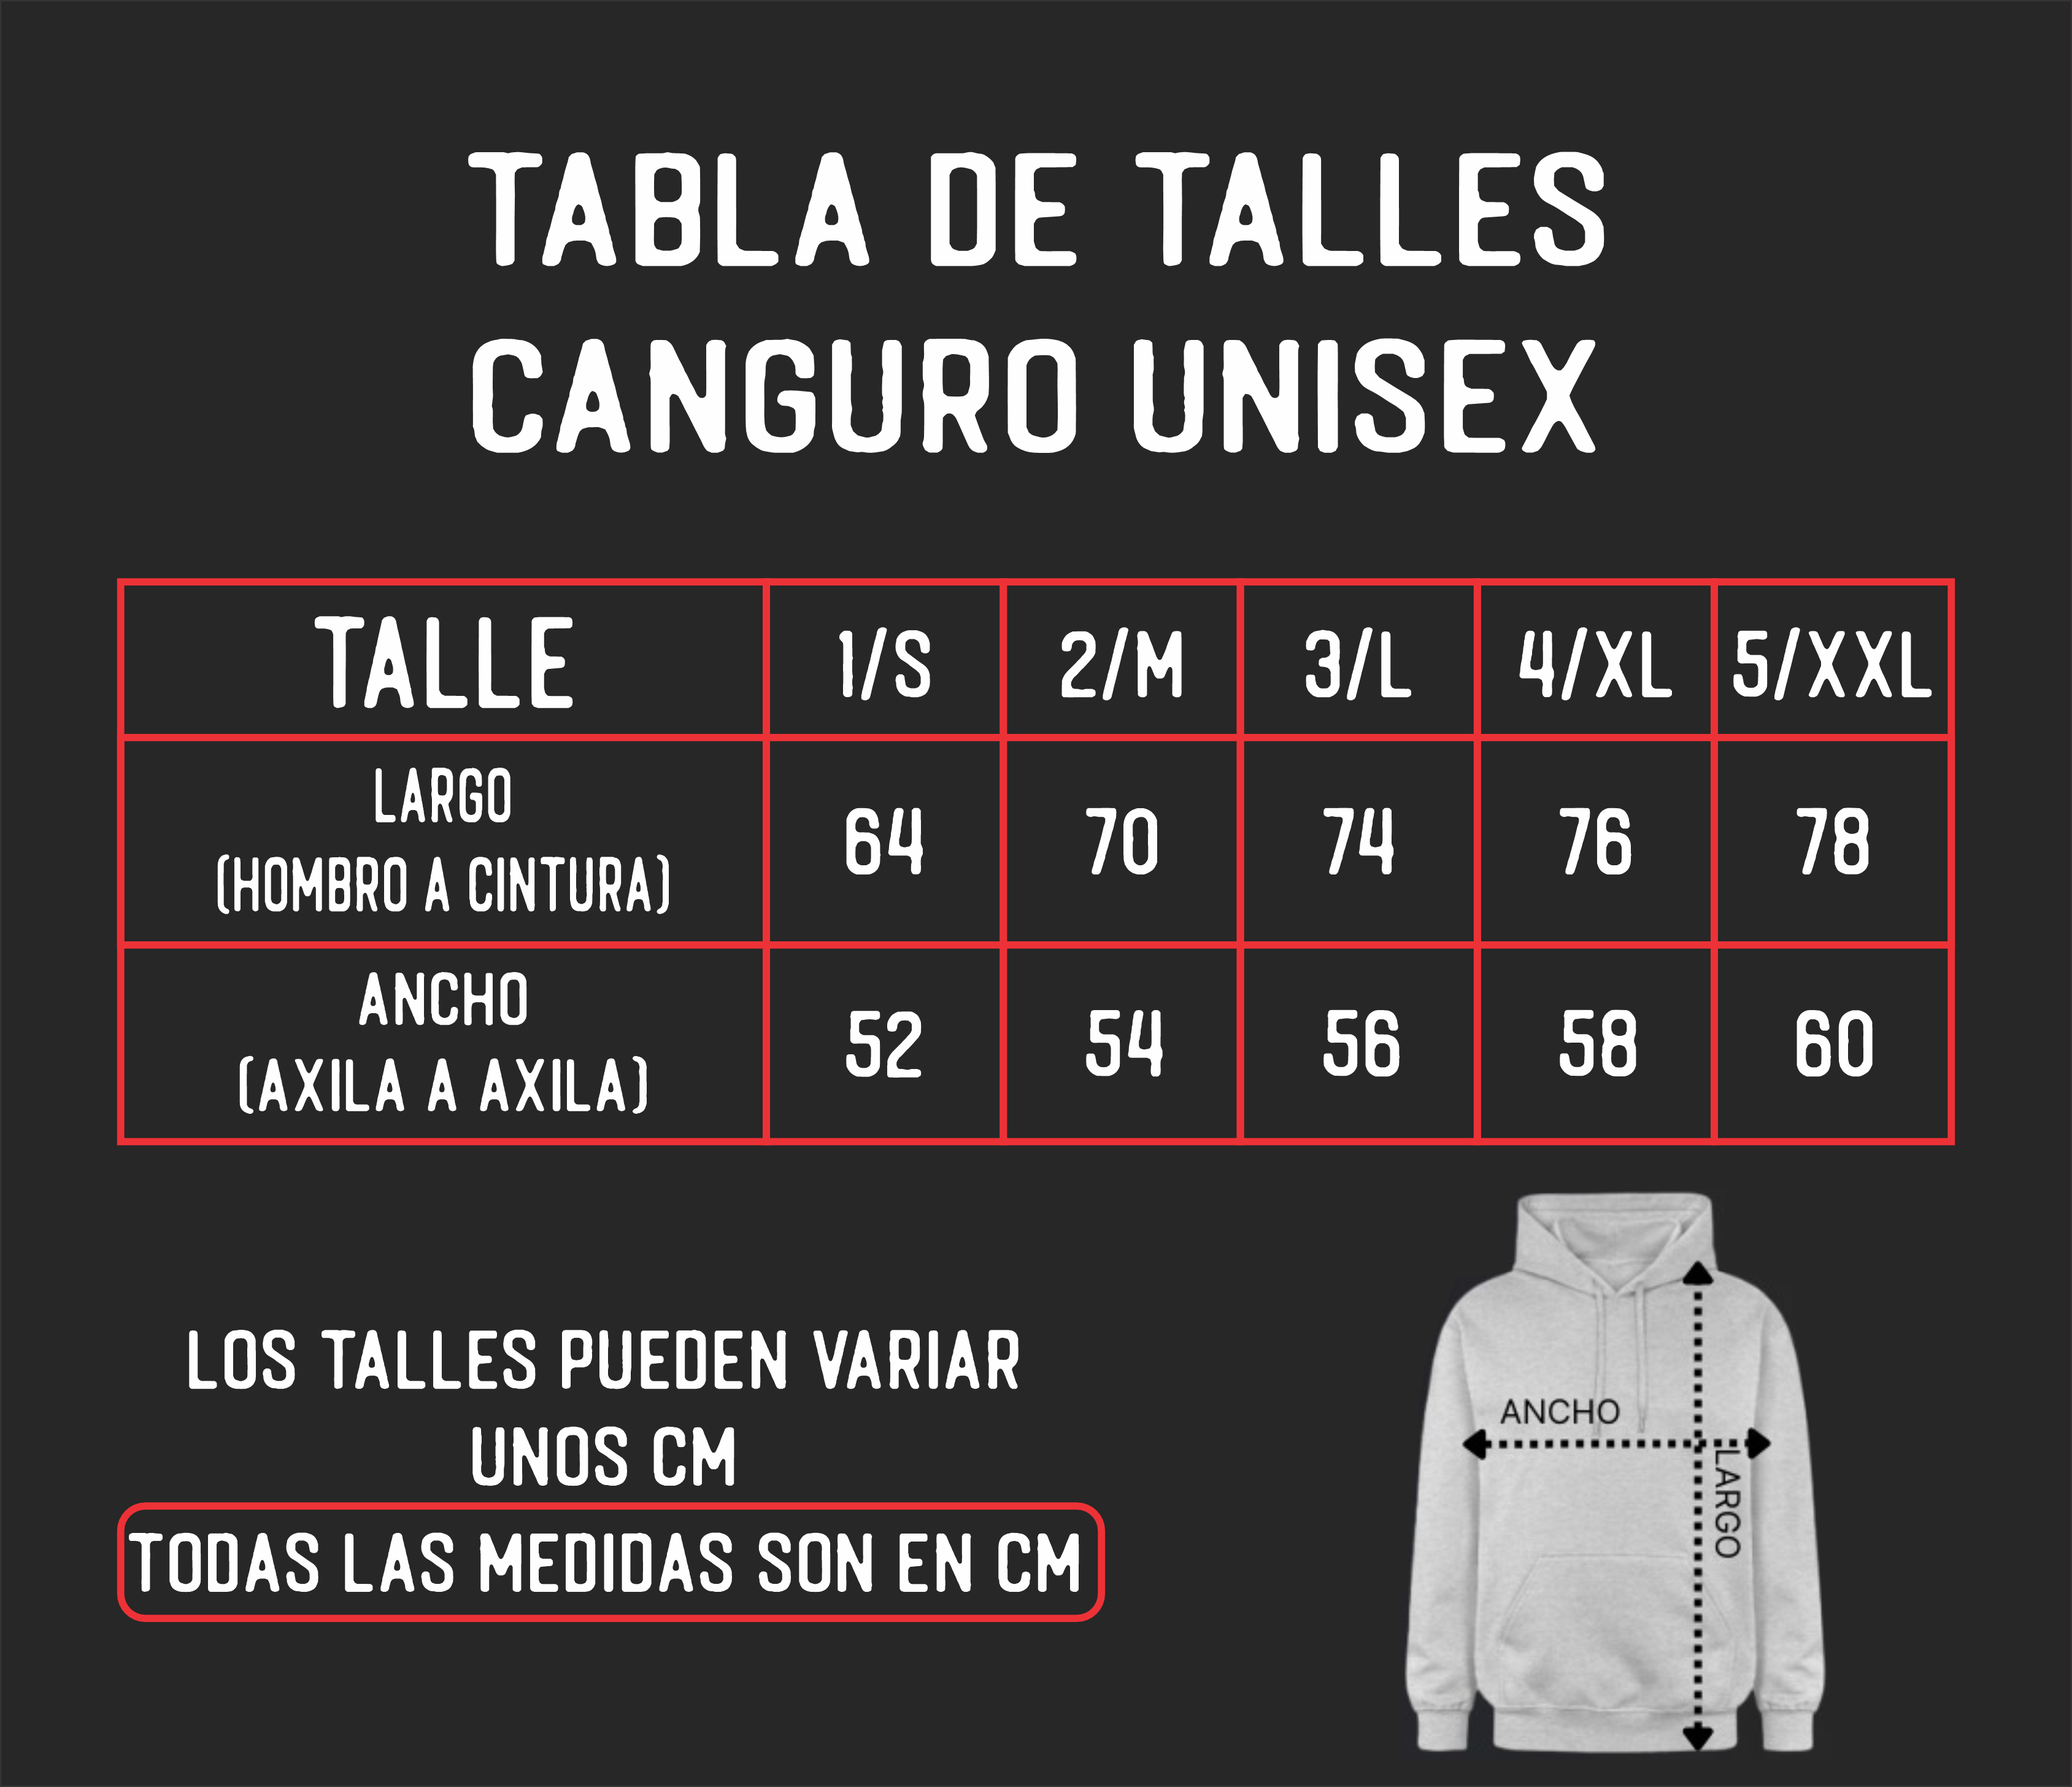 TABLA DE TALLES
CANGURO UNISEX
TALLE 1/S 2/M 3/L 4/XL 5/XXL
LARGO
(HOMBRO A CINTURA) 64 70 74 76 78
ANCHO
(AXILA A AXILA) 52 54 56 58 60
LOS TALLES PUEDEN VARIAR
UNOS CM
TODAS LAS MEDIDAS SON EN CM
ANCHO
LARGO